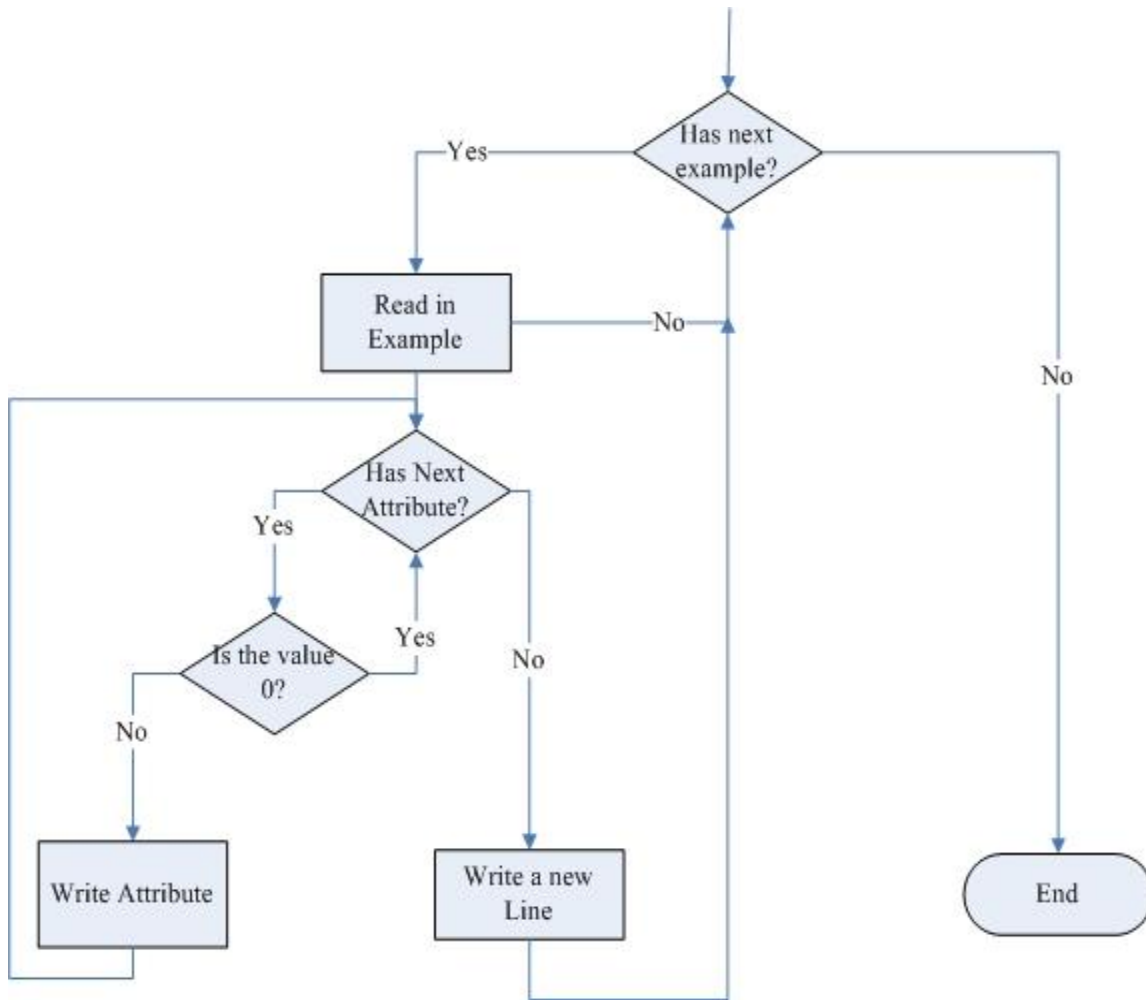 Has next
example?
Yes
Read in
Example
No
No
Has Next
Attribute?
Yes
Is the value
0?
Yes
No
No
Write Attribute
Write a new
Line
End